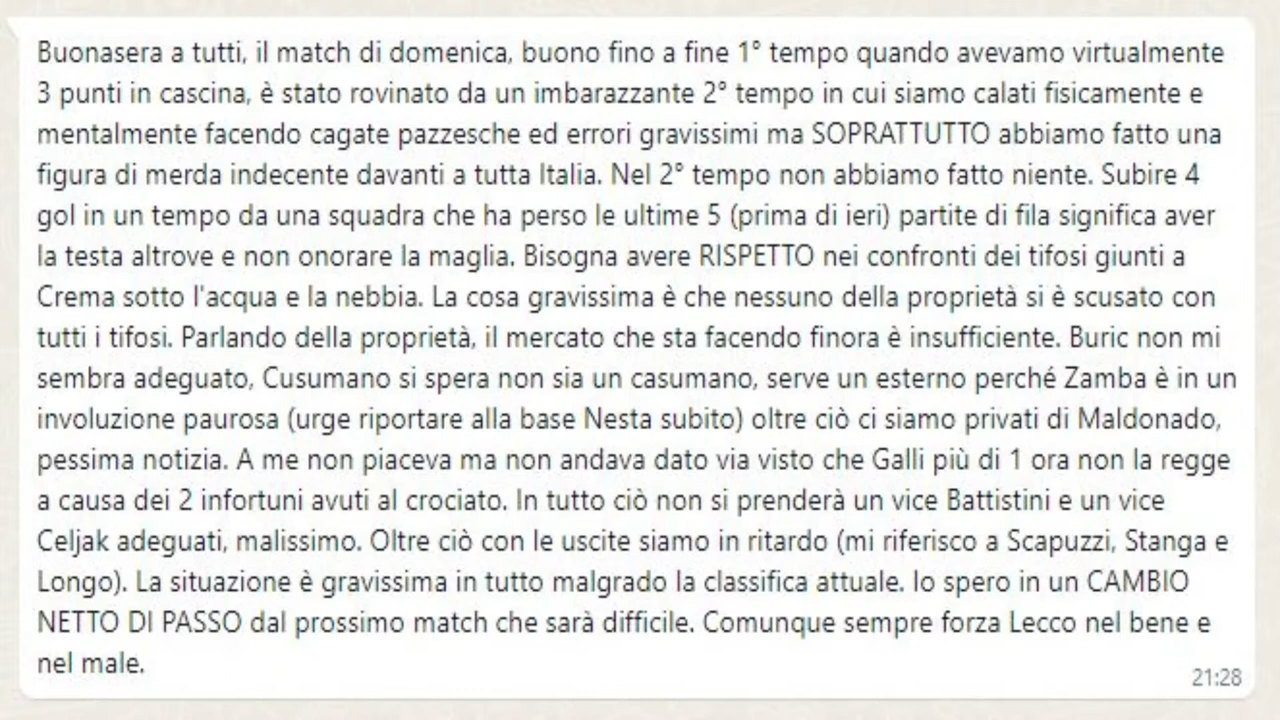 Buonasera a tutti, il match di domenica, buono fino a fine 1° tempo quando avevamo virtualmente
3 punti in cascina, è stato rovinato da un imbarazzante 2° tempo in cui siamo calati fisicamente e
mentalmente facendo cagate pazzesche ed errori gravissimi ma SOPRATTUTTO abbiamo fatto una
figura di merda indecente davanti a tutta Italia. Nel 2° tempo non abbiamo fatto niente. Subire 4
gol in un tempo da una squadra che ha perso le ultime 5 (prima di ieri) partite di fila significa aver
la testa altrove e non onorare la maglia. Bisogna avere RISPETTO nei confronti dei tifosi giunti a
Crema sotto l'acqua e la nebbia. La cosa gravissima è che nessuno della proprietà si è scusato con
tutti i tifosi. Parlando della proprietà, il mercato che sta facendo finora è insufficiente. Buric non mi
sembra adeguato, Cusumano si spera non sia un casumano, serve un esterno perché Zamba è in un
involuzione paurosa (urge riportare alla base Nesta subito) oltre ciò ci siamo privati di Maldonado,
pessima notizia. A me non piaceva ma non andava dato via visto che Galli più di 1 ora non la regge
a causa dei 2 infortuni avuti al crociato. In tutto ciò non si prenderà un vice Battistini e un vice
Celjak adeguati, malissimo. Oltre ciò con le uscite siamo in ritardo (mi riferisco a Scapuzzi, Stanga e
Longo). La situazione è gravissima in tutto malgrado la classifica attuale. Io spero in un CAMBIO
NETTO DI PASSO dal prossimo match che sarà difficile. Comunque sempre forza Lecco nel bene e
nel male.
21:28